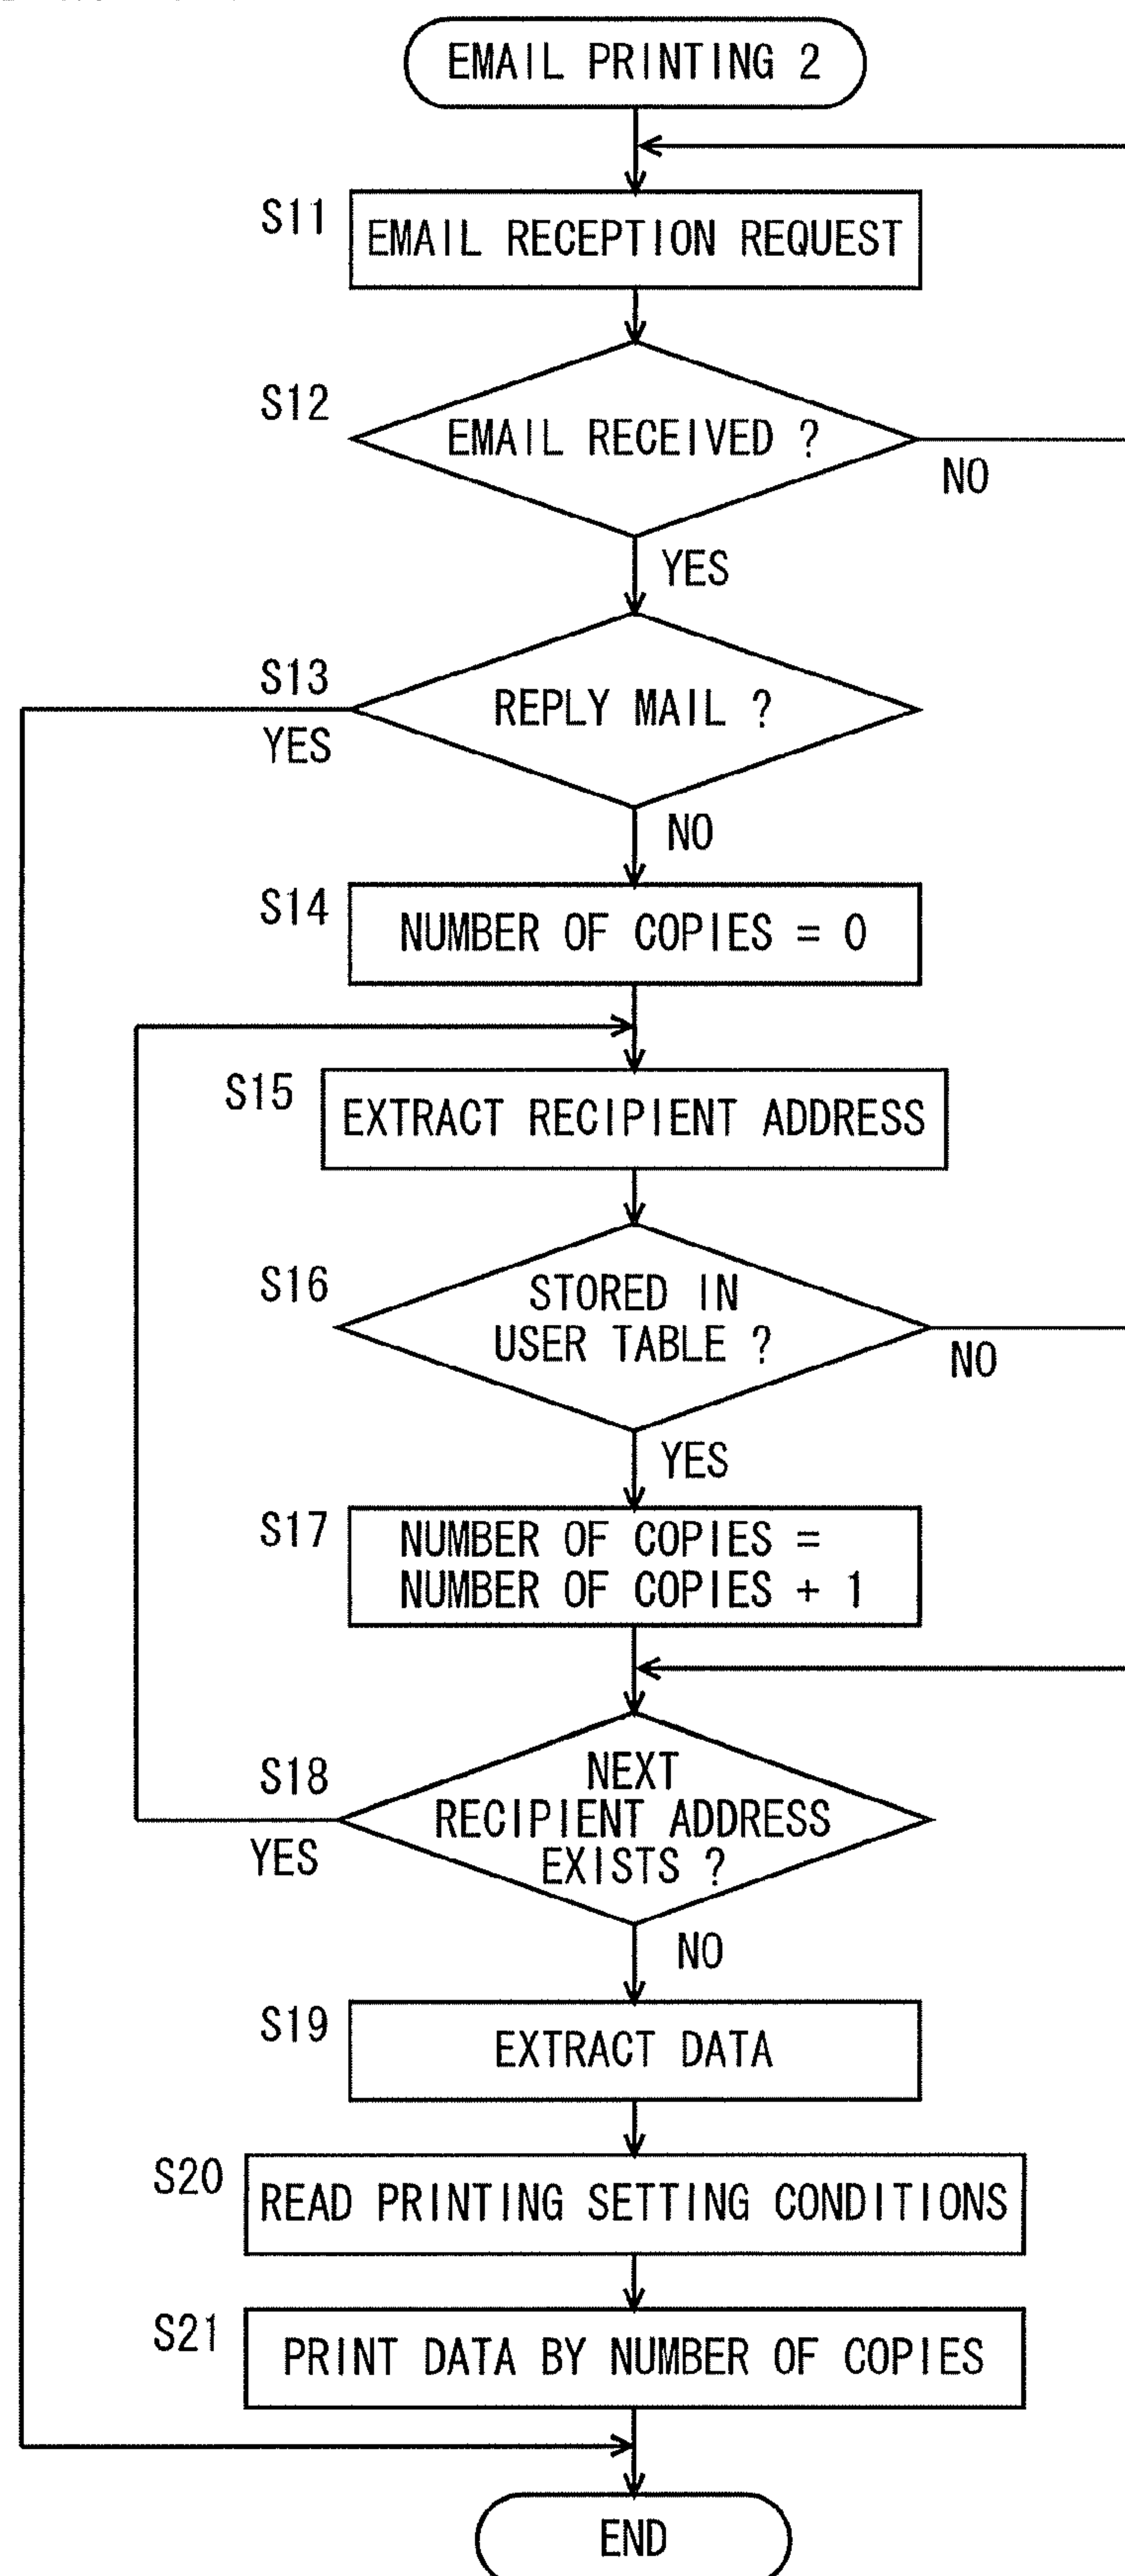 EMAIL PRINTING 2
S11
EMAIL RECEPTION REQUEST
S12
EMAIL RECEIVED ?
NO
YES
S13
REPLY MAIL ?
YES
NO
S14
NUMBER OF COPIES = 0
S15
EXTRACT RECIPIENT ADDRESS
S16
STORED IN
USER TABLE ?
NO
YES
S17
NUMBER OF COPIES =
NUMBER OF COPIES + 1
S18
NEXT
RECIPIENT ADDRESS
EXISTS ?
YES
NO
S19
EXTRACT DATA
S20
READ PRINTING SETTING CONDITIONS
S21
PRINT DATA BY NUMBER OF COPIES
END